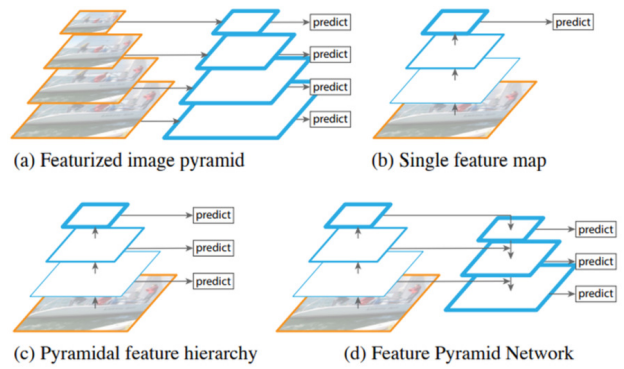 predict
predict
predict
predict
predict
(a) Featurized image pyramid
(b) Single feature map
predict
predict
predict
predict
predict
predict
(c) Pyramidal feature hierarchy
(d) Feature Pyramid Network